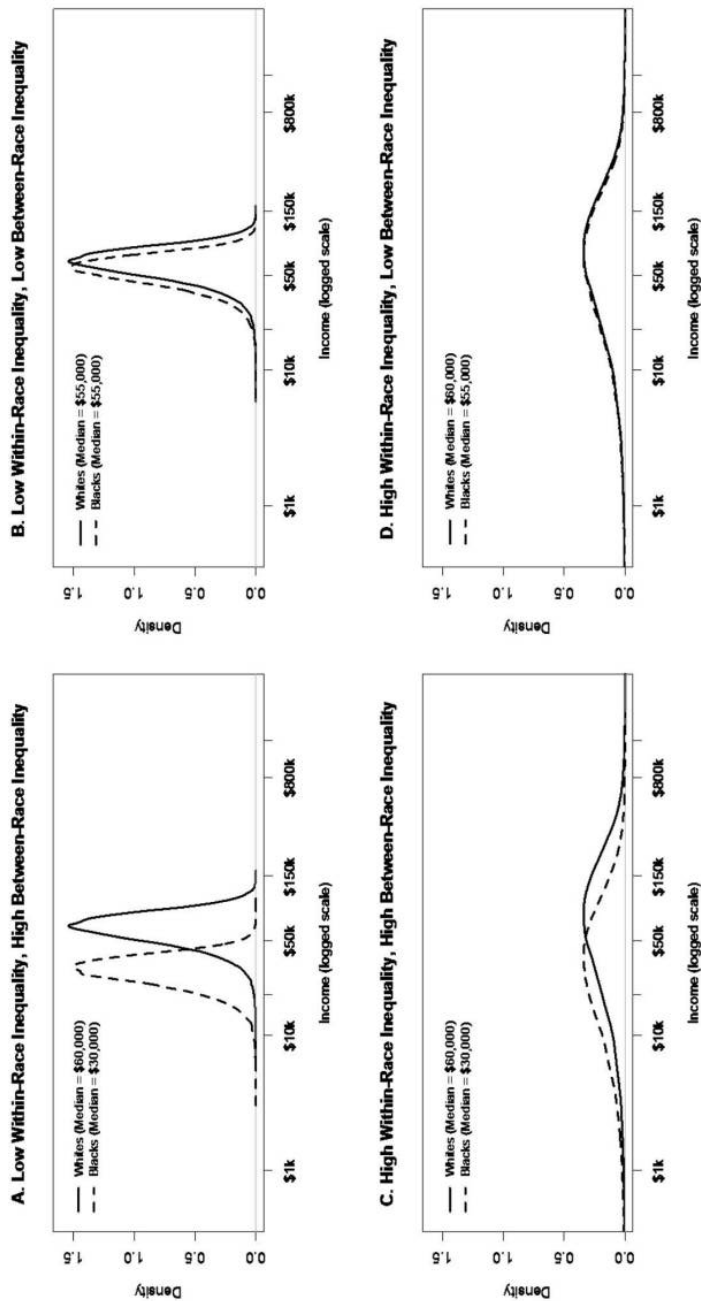 A. Low Within-Race Inequality, High Between-Race Inequality
Whites (Median = $60,000)
Blacks (Median = $30,000)
Density
1.5
1.0
0.5
0.0
$1k
$10k
$50k
$150k
$800k
Income (logged scale)
B. Low Within-Race Inequality, Low Between-Race Inequality
Whites (Median = $55,000)
Blacks (Median = $55,000)
Density
1.5
1.0
0.5
0.0
$1k
$10k
$50k
$150k
$800k
Income (logged scale)
C. High Within-Race Inequality, High Between-Race Inequality
Whites (Median = $60,000)
Blacks (Median = $30,000)
Density
1.5
1.0
0.5
0.0
$1k
$10k
$50k
$150k
$800k
Income (logged scale)
D. High Within-Race Inequality, Low Between-Race Inequality
Whites (Median = $60,000)
Blacks (Median = $55,000)
Density
1.5
1.0
0.5
0.0
$1k
$10k
$50k
$150k
$800k
Income (logged scale)